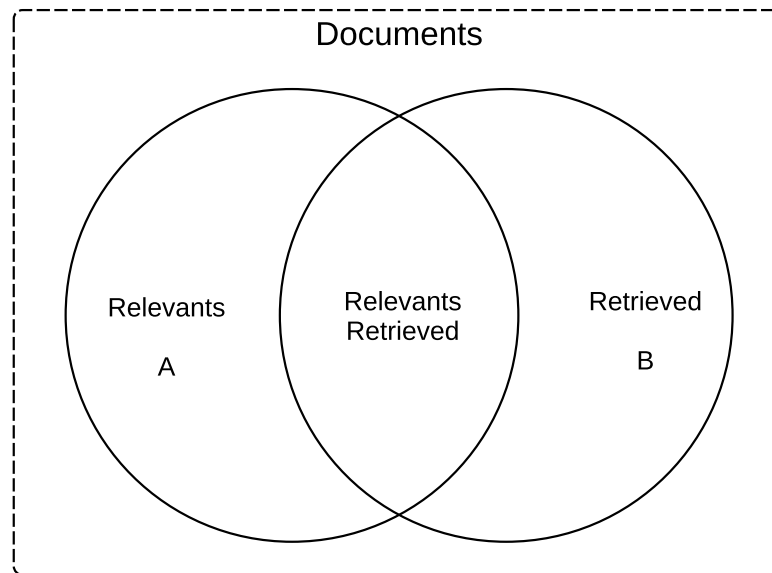 Documents
Relevants
A
Relevants
Retrieved
Retrieved
B